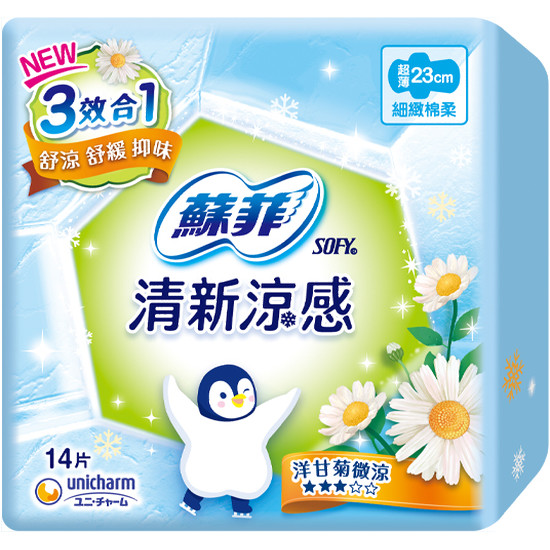 NEW
3效合1
舒涼 舒緩 抑味
超薄 23cm
細緻棉柔
蘇菲
SOFY®
清新涼感
14片
unicharm
ユニ・チャーム
洋甘菊微涼
★★★☆☆